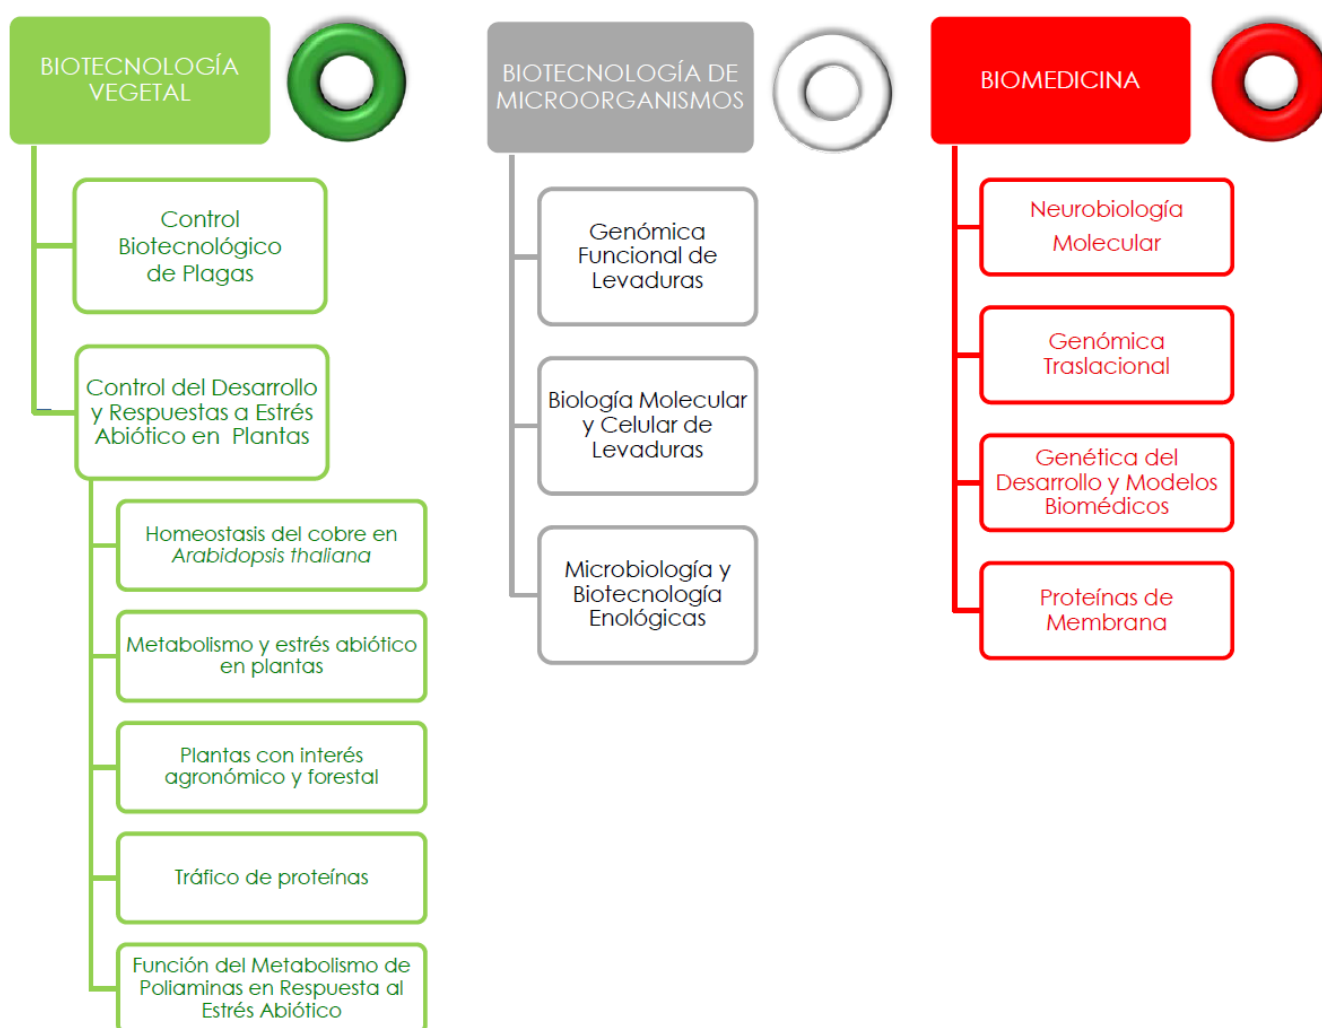 BIOTECNOLOGÍA
VEGETAL
Control
Biotecnológico
de Plagas
Control del Desarrollo
y Respuestas a Estrés
Abiótico en Plantas
Homeostasis del cobre en
Arabidopsis thaliana
Metabolismo y estrés abiótico
en plantas
Plantas con interés
agronómico y forestal
Tráfico de proteínas
Función del Metabolismo de
Poliaminas en Respuesta al
Estrés Abiótico
BIOTECNOLOGÍA DE
MICROORGANISMOS
Genómica
Funcional de
Levaduras
Biología Molecular
y Celular de
Levaduras
Microbiología y
Biotecnología
Enológicas
BIOMEDICINA
Neurobiología
Molecular
Genómica
Traslacional
Genética del
Desarrollo y Modelos
Biomédicos
Proteínas de
Membrana